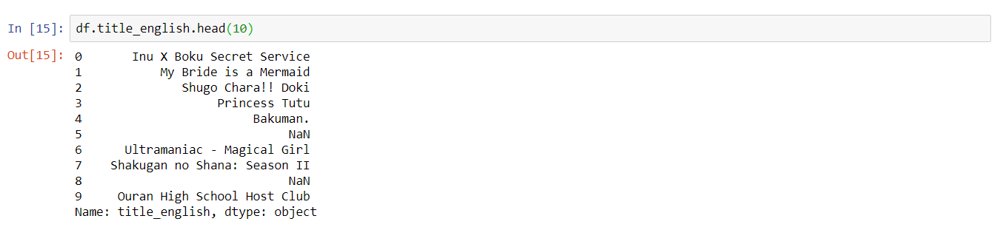 In [15]: df.title_english.head(10)
Out[15]: 0 Inu X Boku Secret Service
1 My Bride is a Mermaid
2 Shugo Chara!! Doki
3 Princess Tutu
4 Bakuman.
5 NaN
6 Ultramaniac - Magical Girl
7 Shakugan no Shana: Season II
8 NaN
9 Ouran High School Host Club
Name: title_english, dtype: object